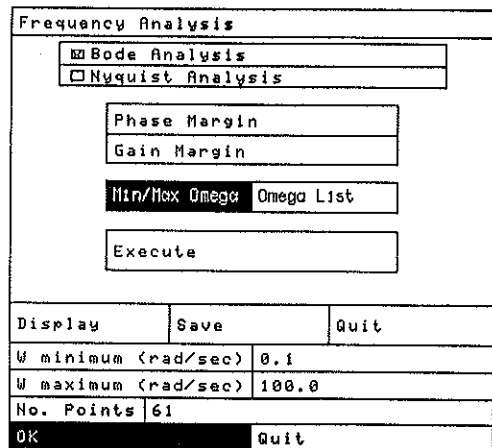 Frequency Analysis
Bode Analysis
Nyquist Analysis
Phase Margin
Gain Margin
Min/Max Omega Omega List
Execute
Display Save Quit
W minimum (rad/sec) 0.1
W maximum (rad/sec) 100.0
No. Points 61
OK Quit